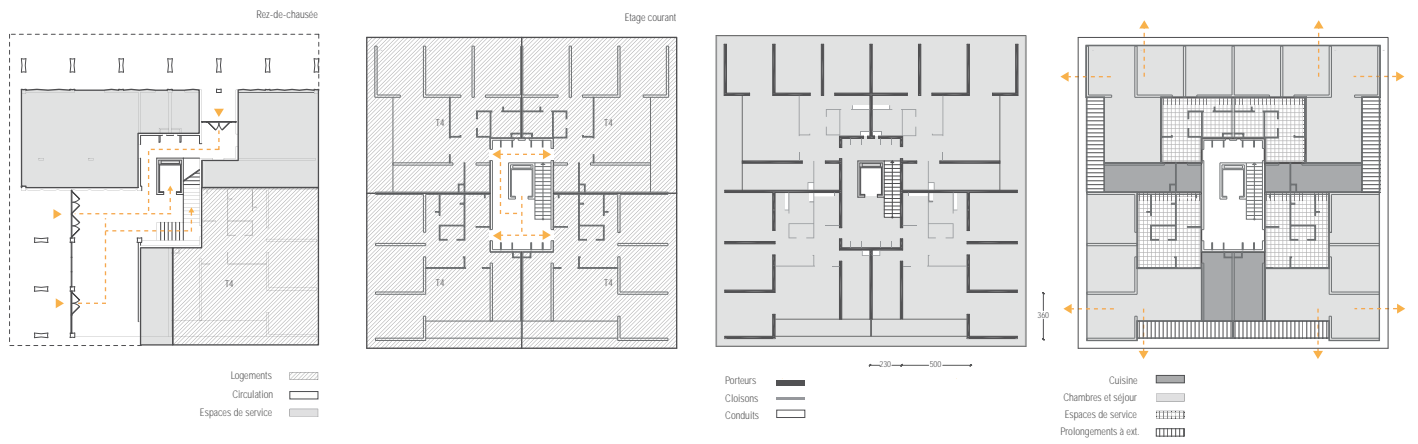 Rez-de-chausée
T4
Logements
Circulation
Espaces de service
Etage courant
T4
T4
T4
T4
360
230
500
Porteurs
Cloisons
Conduits
Cuisine
Chambres et séjour
Espaces de service
Prolongements à ext.